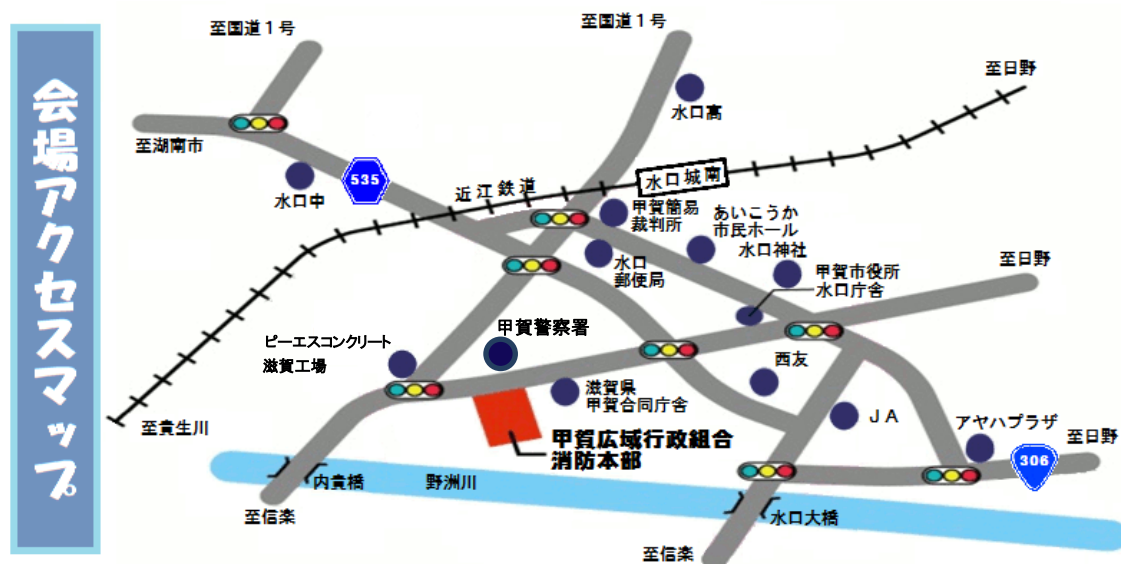 会場アクセスマップ
至国道１号
至国道１号
至日野
水口高
至湖南市
535
水口中
近江鉄道
水口城南
甲賀簡易
裁判所
あいこうか
市民ホール
水口神社
水口
郵便局
甲賀市役所
水口庁舎
至日野
ピーエスコンクリート
滋賀工場
甲賀警察署
西友
滋賀県
甲賀合同庁舎
ＪＡ
アヤハプラザ
至日野
306
至貴生川
甲賀広域行政組合
消防本部
内貴橋
野洲川
至信楽
水口大橋
至信楽